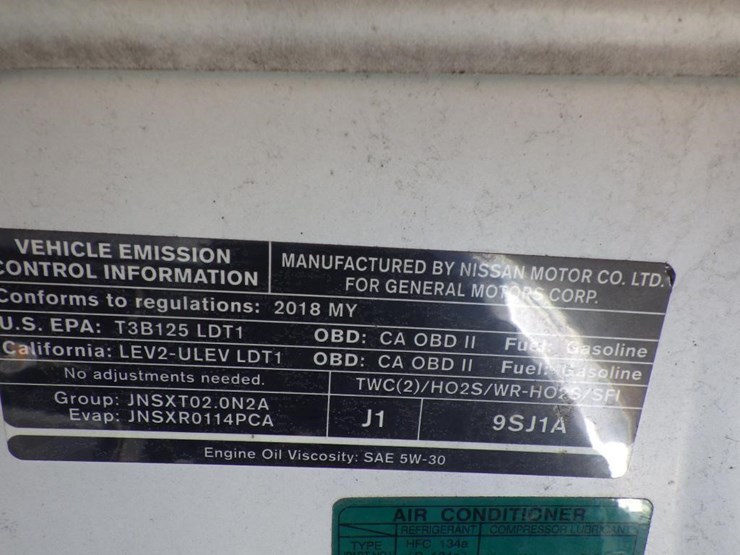 VEHICLE EMISSION
CONTROL INFORMATION
MANUFACTURED BY NISSAN MOTOR CO. LTD.
FOR GENERAL MOTORS CORP.
Conforms to regulations: 2018 MY
U.S. EPA: T3B125 LDT1 OBD: CA OBD II Fuel: Gasoline
California: LEV2-ULEV LDT1 OBD: CA OBD II Fuel: Gasoline
No adjustments needed.
TWC(2)/HO2S/WR-HO2S/SFI
Group: JNSXT02.0N2A
Evap: JNSXR0114PCA
J1
9SJ1A
Engine Oil Viscosity: SAE 5W-30
AIR CONDITIONER
REFRIGERANT COMPRESSOR LUBRICANT
TYPE HFC 134a